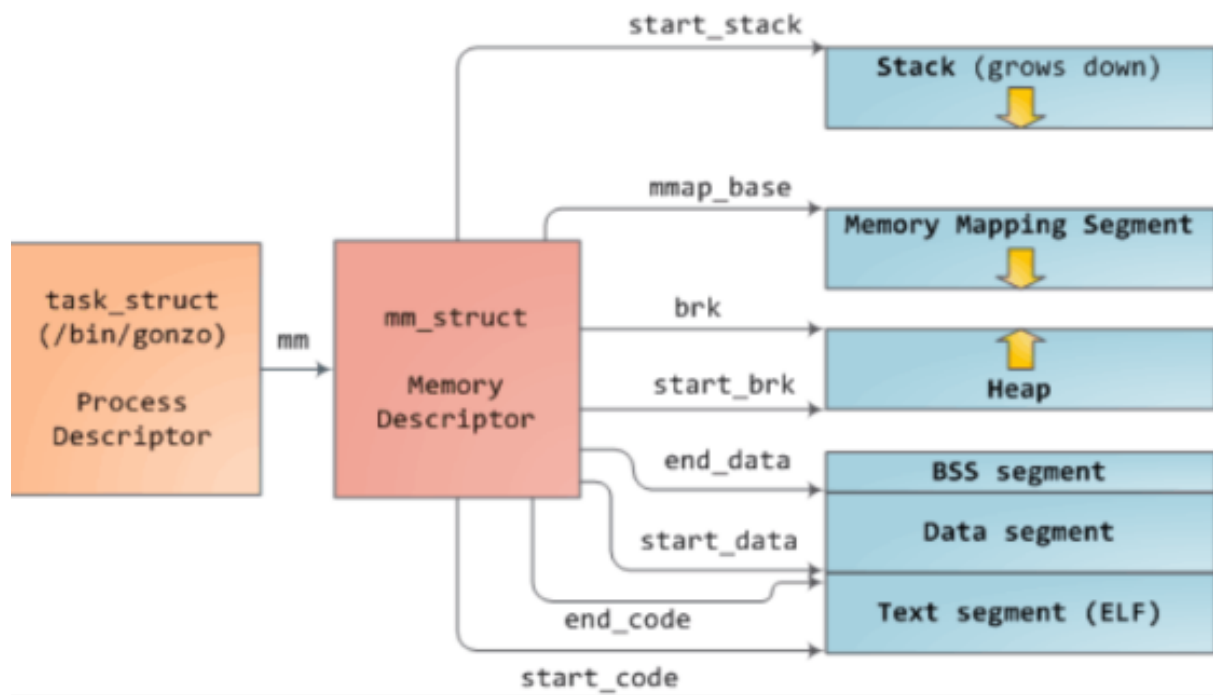 start_stack
Stack (grows down)
mmap_base
Memory Mapping Segment
task_struct
(/bin/gonzo)
Process
Descriptor
mm
mm_struct
Memory
Descriptor
brk
start_brk
Heap
end_data
BSS segment
start_data
Data segment
end_code
Text segment (ELF)
start_code